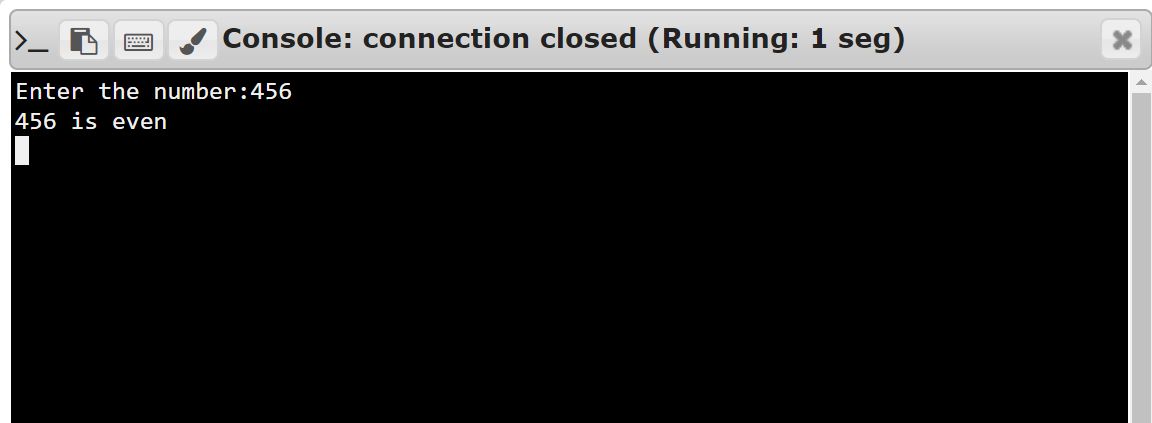 >_ Console: connection closed (Running: 1 seg)
Enter the number:456
456 is even